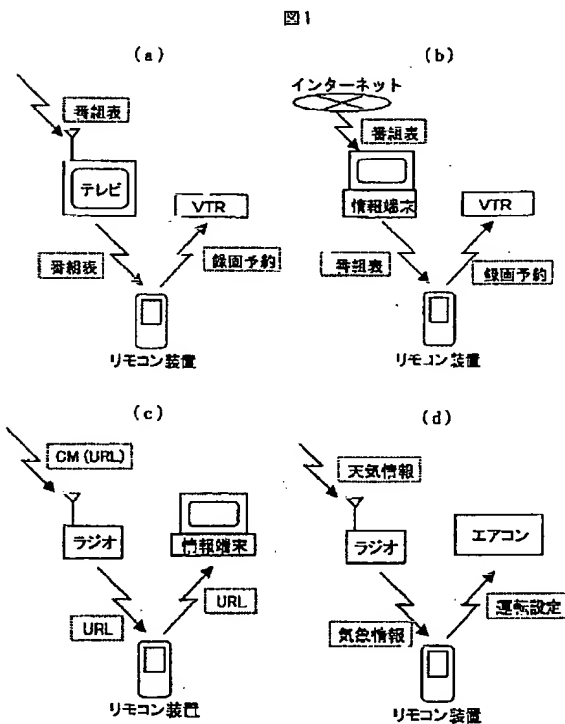 図1
(a)
番組表
テレビ
VTR
番組表
録画予約
リモコン装置
(b)
インターネット
番組表
情報端末
VTR
番組表
録画予約
リモコン装置
(c)
CM (URL)
ラジオ
情報端末
URL
URL
リモコン装置
(d)
天気情報
ラジオ
エアコン
気象情報
運転設定
リモコン装置